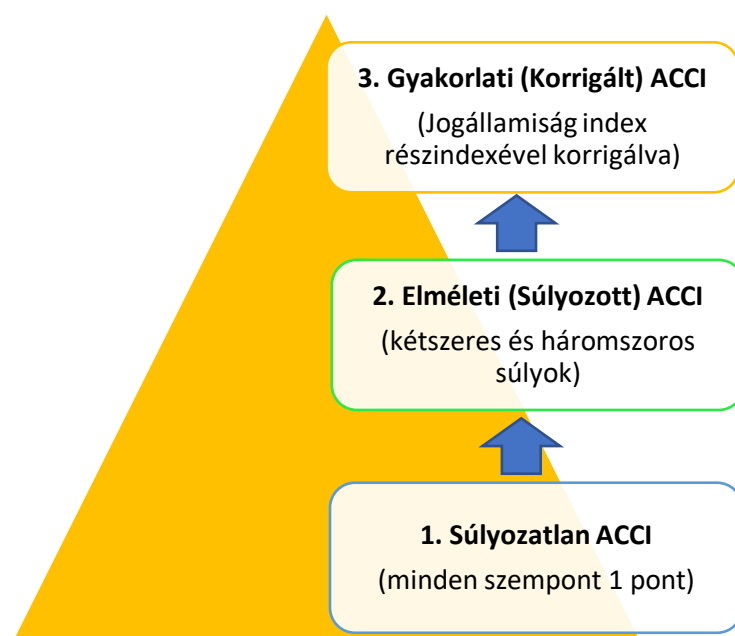 3. Gyakorlati (Korrigált) ACCI
(Jogállamiság index
részindexével korrigálva)
2. Elméleti (Súlyozott) ACCI
(kétszeres és háromszoros
súlyok)
1. Súlyozatlan ACCI
(minden szempont 1 pont)